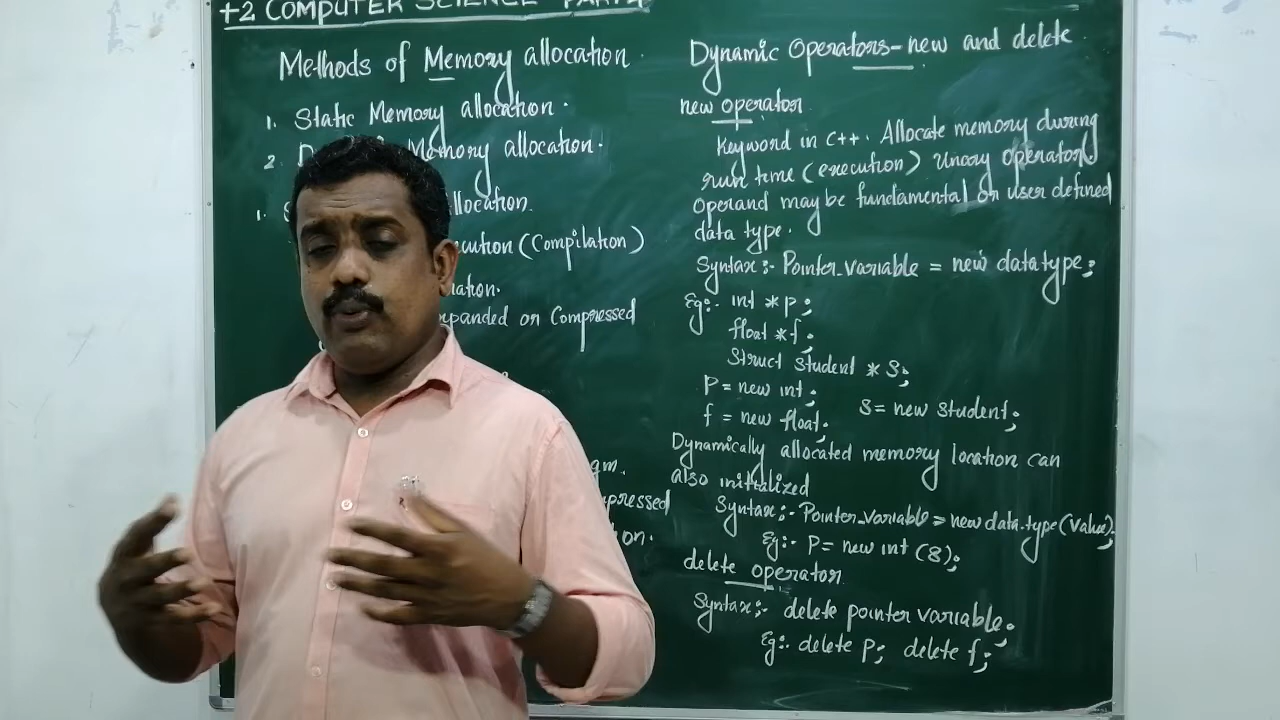 +2 COMPUTER SCIENCE
Methods of Memory allocation.
1. Static Memory allocation.
2. Memory allocation.
1. allocation.
(Compilation)
expanded or Compressed
Dynamic Operators - new and delete
new operator
Keyword in C++. Allocate memory during
run time (execution) Unary operator
operand may be fundamental or user defined
data type.
Syntax:- Pointer_variable = new datatype;
Eg:- int *p;
float *f;
Struct student *s;
P = new int;
f = new float;
s = new student;
Dynamically allocated memory location can
also initialized
Syntax:- Pointer_variable = new data-type(value);
Eg:- P = new int (8);
delete operator
Syntax:- delete pointer variable;
Eg:- delete p; delete f;